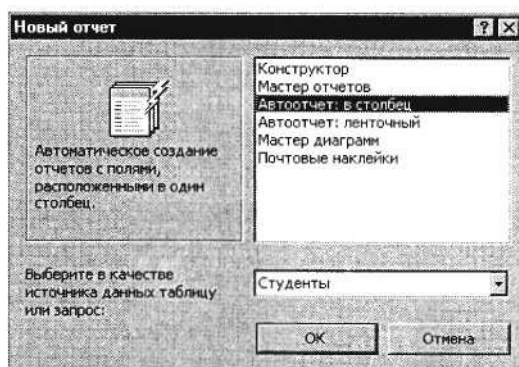 Новый отчет
Автоматическое создание
отчетов с полями,
расположенными в один
столбец.
Конструктор
Мастер отчетов
Автоотчет: в столбец
Автоотчет: ленточный
Мастер диаграмм
Почтовые наклейки
Выберите в качестве
источника данных таблицу
или запрос:
Студенты
ОК
Отмена